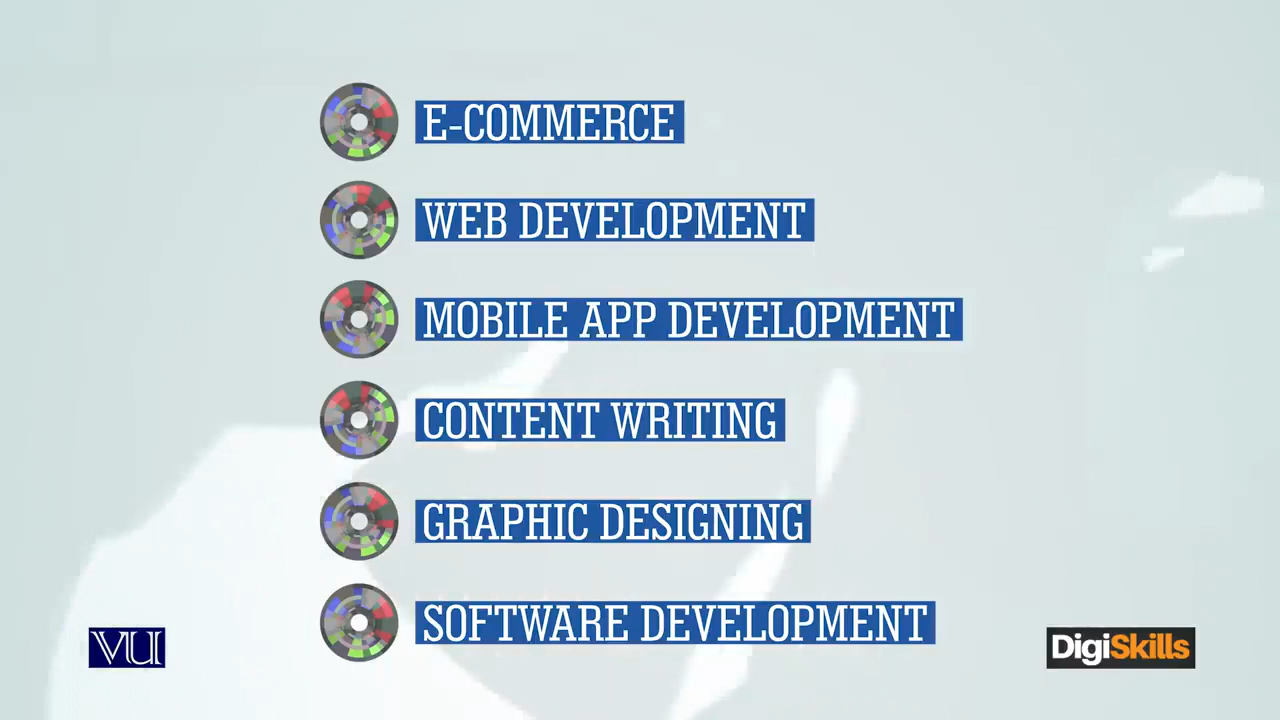 E-COMMERCE
WEB DEVELOPMENT
MOBILE APP DEVELOPMENT
CONTENT WRITING
GRAPHIC DESIGNING
SOFTWARE DEVELOPMENT
VU
DigiSkills